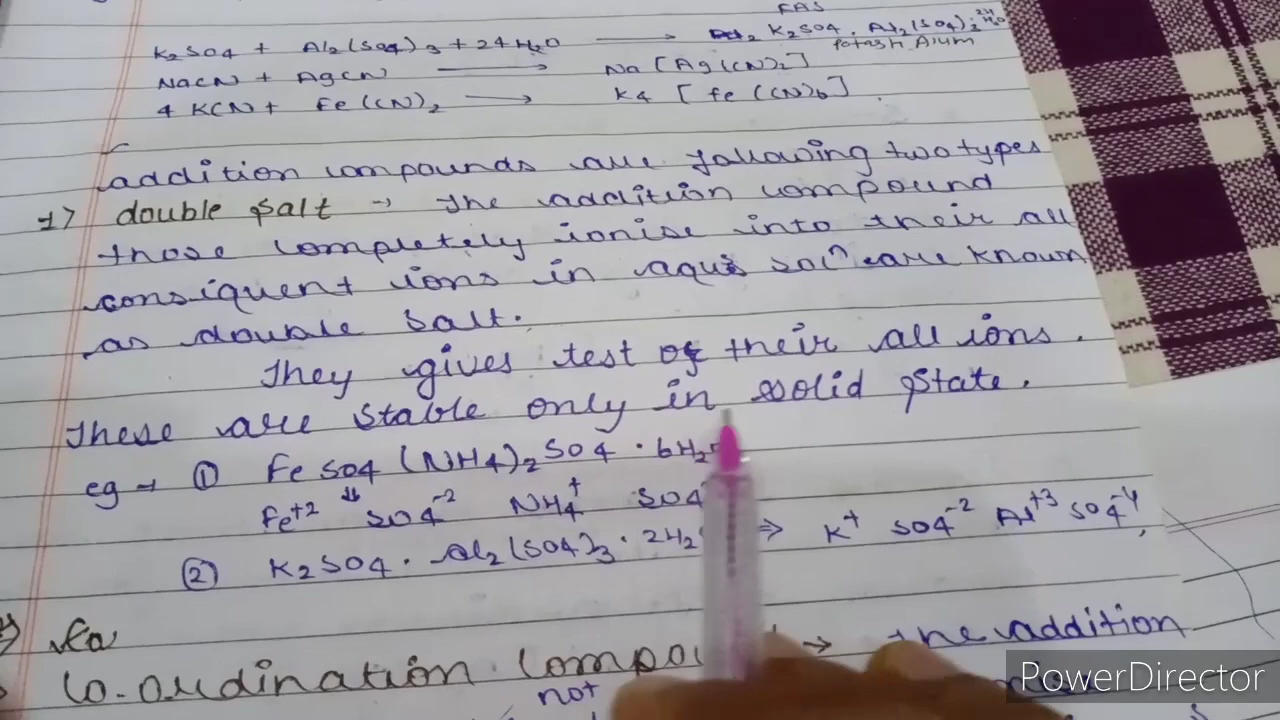 FAS
K2SO4 + Al2(SO4)3 + 24H2O → K2SO4 . Al2(SO4)3 24H2O
Potash Alum
NaCN + AgCN → Na [Ag(CN)2]
4 KCN + Fe(CN)2 → K4 [Fe(CN)6]
addition compounds are following two types
1) double salt → The addition compound
those completely ionise into their all
consiquent ions in aqus soln are known
as double salt.
They gives test of their all ions.
These are stable only in solid state.
eg → ① FeSO4 (NH4)2SO4 . 6H2
Fe+2 SO4-2 NH4+ SO4
② K2SO4 . Al2(SO4)3 . 24H2 ⇒ K+ SO4-2 Al+3 SO4-4
Co-ordination compou → the addition
not
PowerDirector